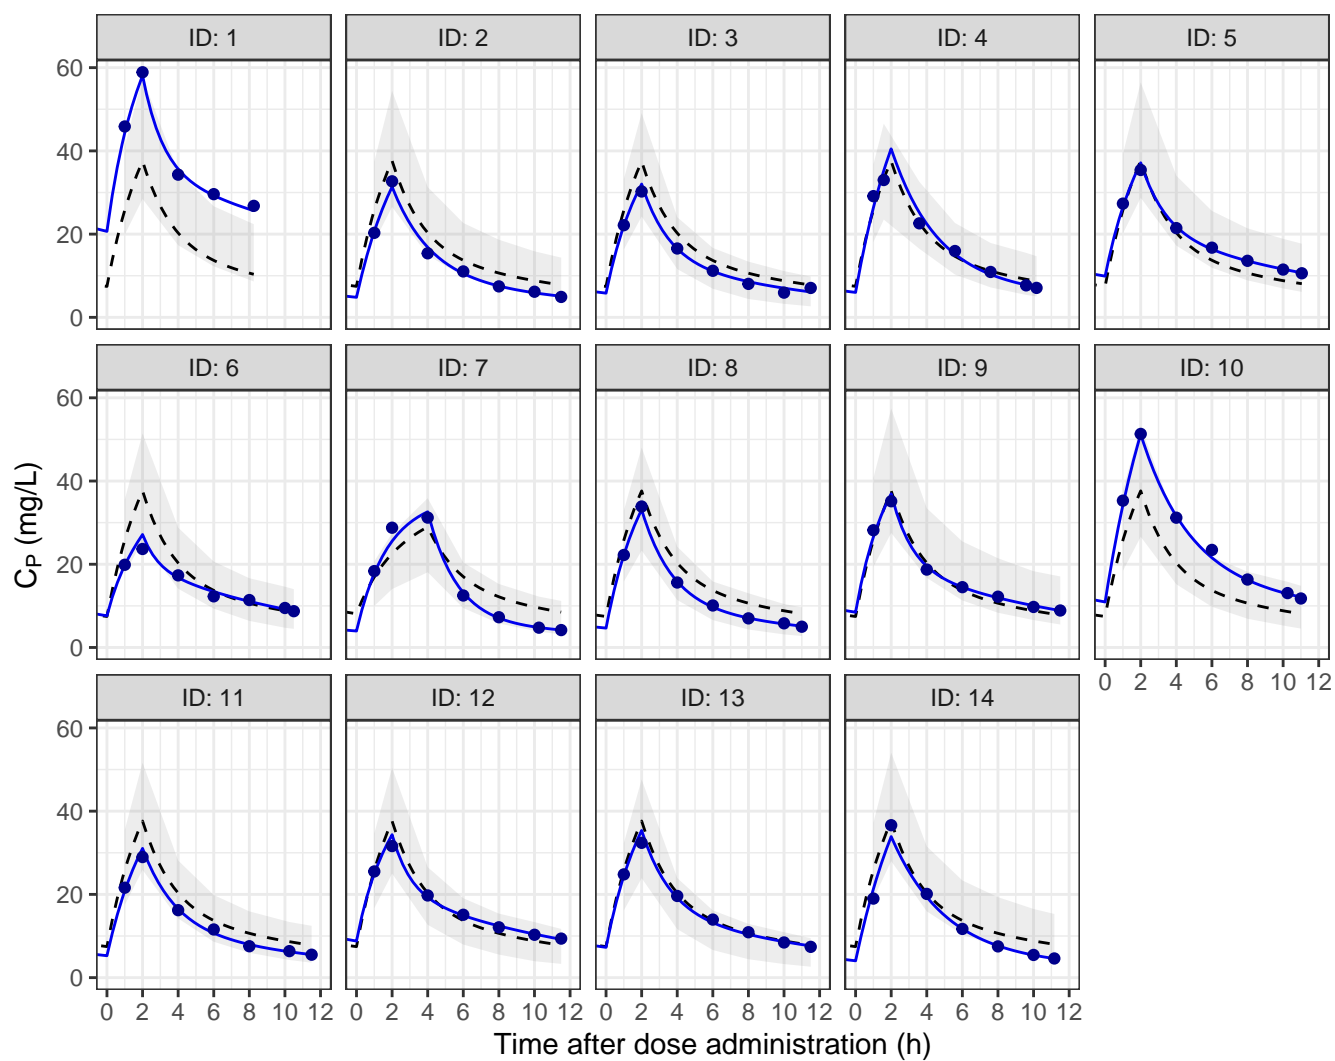 ID: 1 ID: 2 ID: 3 ID: 4 ID: 5
60
40
20
0
ID: 6 ID: 7 ID: 8 ID: 9 ID: 10
60
40
20
0
0 2 4 6 8 10 12
ID: 11 ID: 12 ID: 13 ID: 14
60
40
20
0
0 2 4 6 8 10 12 0 2 4 6 8 10 12 0 2 4 6 8 10 12 0 2 4 6 8 10 12
Time after dose administration (h)
C_P (mg/L)